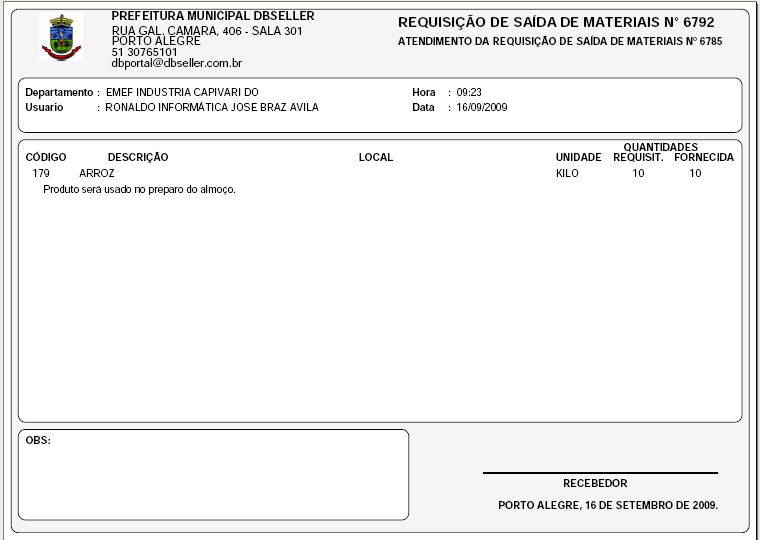 PREFEITURA MUNICIPAL DBSELLER
RUA GAL. CAMARA, 406 - SALA 301
PORTO ALEGRE
51 30765101
dbportal@dbseller.com.br
REQUISIÇÃO DE SAÍDA DE MATERIAIS N° 6792
ATENDIMENTO DA REQUISIÇÃO DE SAÍDA DE MATERIAIS Nº 6785
Departamento : EMEF INDUSTRIA CAPIVARI DO
Hora : 09:23
Usuario : RONALDO INFORMÁTICA JOSE BRAZ AVILA
Data : 16/09/2009
QUANTIDADES
CÓDIGO DESCRIÇÃO LOCAL UNIDADE REQUISIT. FORNECIDA
179 ARROZ KILO 10 10
Produto será usado no preparo do almoço.
OBS:
RECEBEDOR
PORTO ALEGRE, 16 DE SETEMBRO DE 2009.